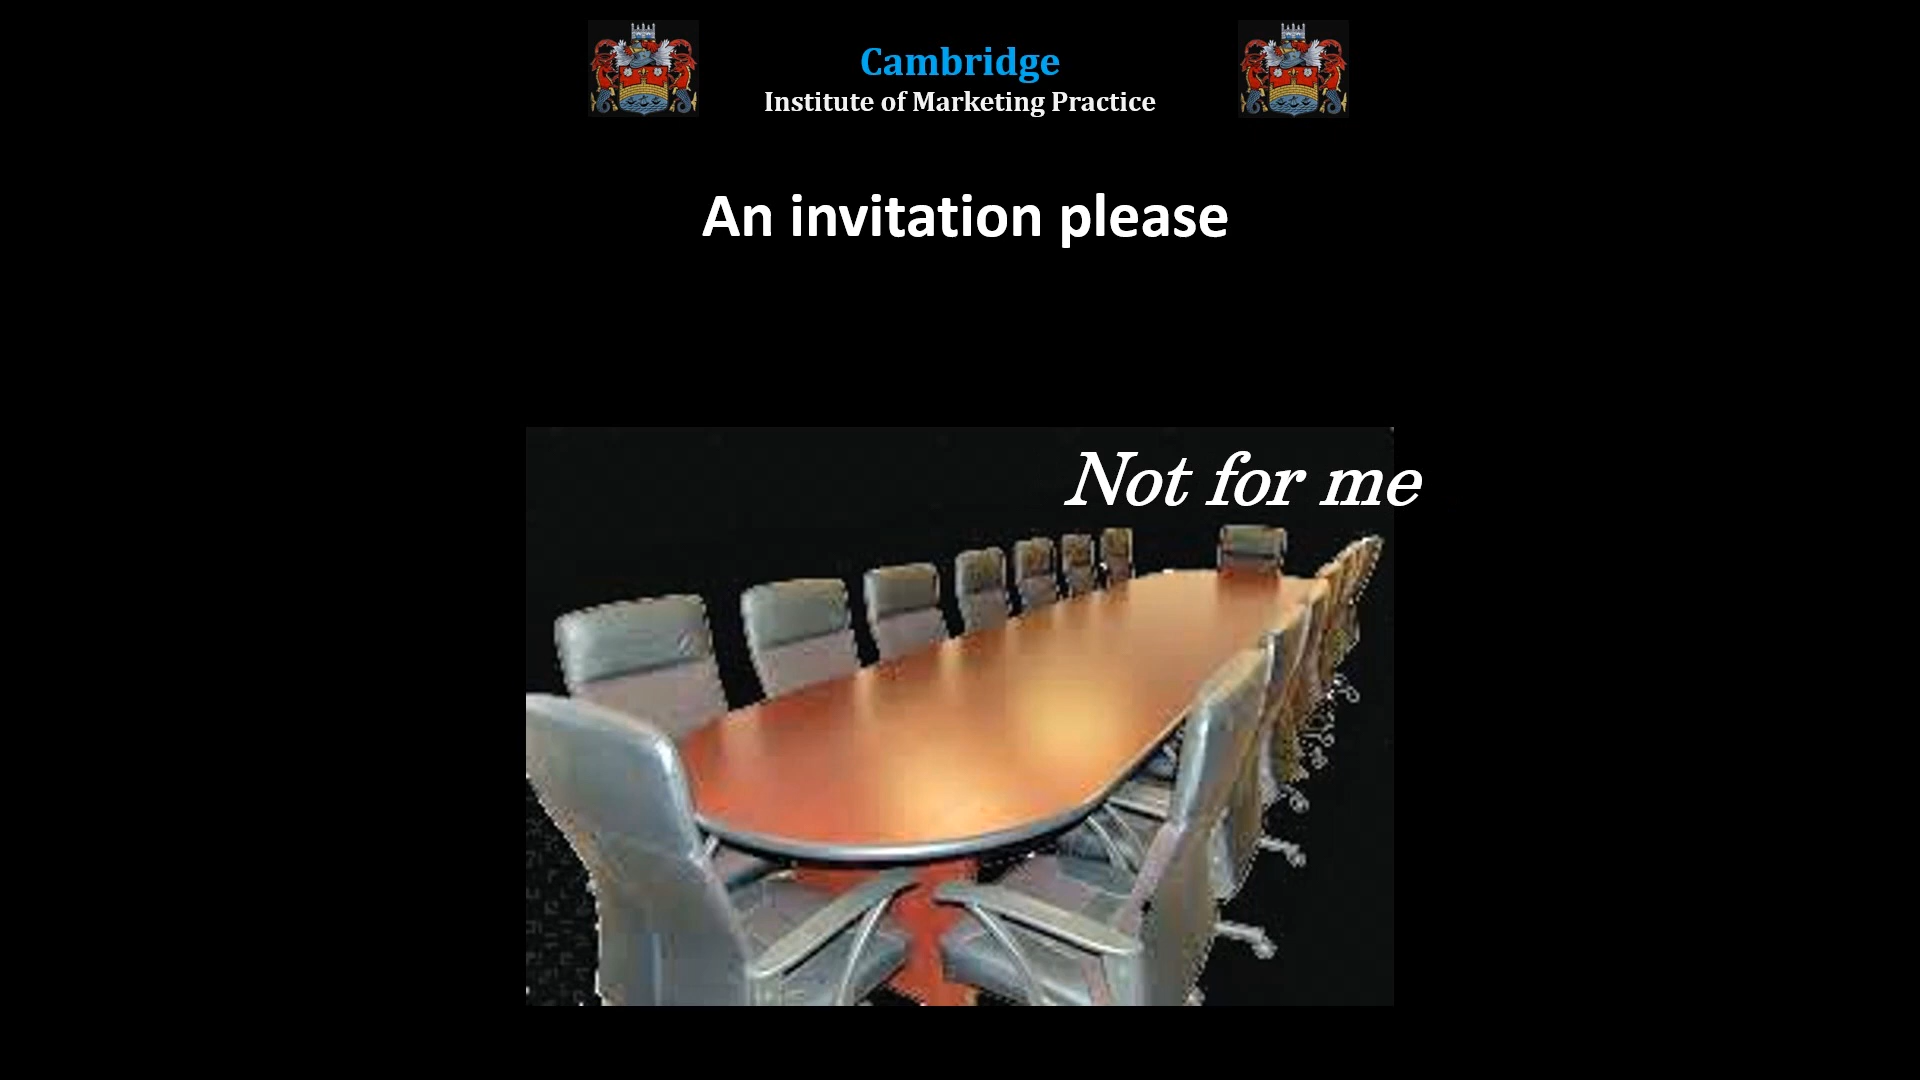 Cambridge
Institute of Marketing Practice
An invitation please
Not for me